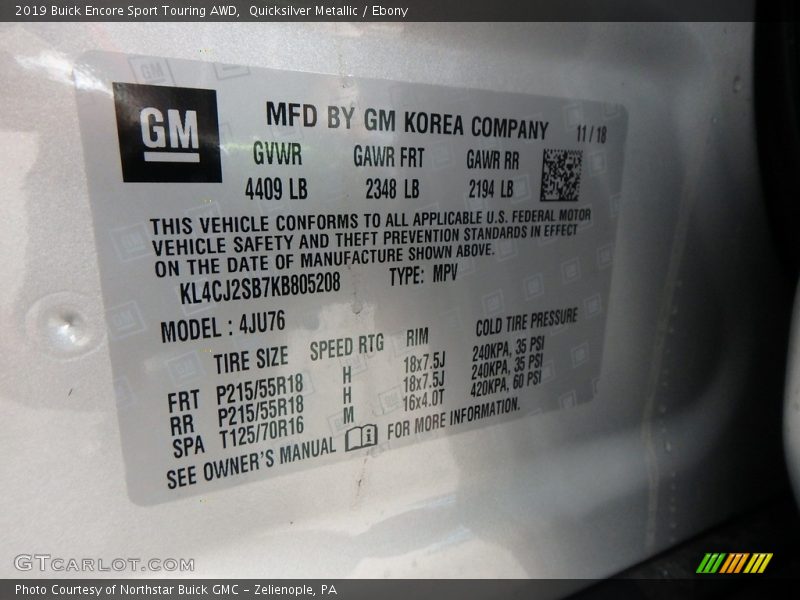 2019 Buick Encore Sport Touring AWD,  Quicksilver Metallic / Ebony
GM
MFD BY GM KOREA COMPANY 11 / 18
GVWR GAWR FRT GAWR RR
4409 LB 2348 LB 2194 LB
THIS VEHICLE CONFORMS TO ALL APPLICABLE U.S. FEDERAL MOTOR
VEHICLE SAFETY AND THEFT PREVENTION STANDARDS IN EFFECT
ON THE DATE OF MANUFACTURE SHOWN ABOVE.
KL4CJ2SB7KB805208 TYPE: MPV
MODEL : 4JU76
TIRE SIZE SPEED RTG RIM COLD TIRE PRESSURE
FRT P215/55R18 H 18x7.5J 240KPA, 35 PSI
RR P215/55R18 H 18x7.5J 240KPA, 35 PSI
SPA T125/70R16 M 16x4.0T 420KPA, 60 PSI
SEE OWNER'S MANUAL FOR MORE INFORMATION.
GTCARLOT.COM
Photo Courtesy of Northstar Buick GMC - Zelienople, PA